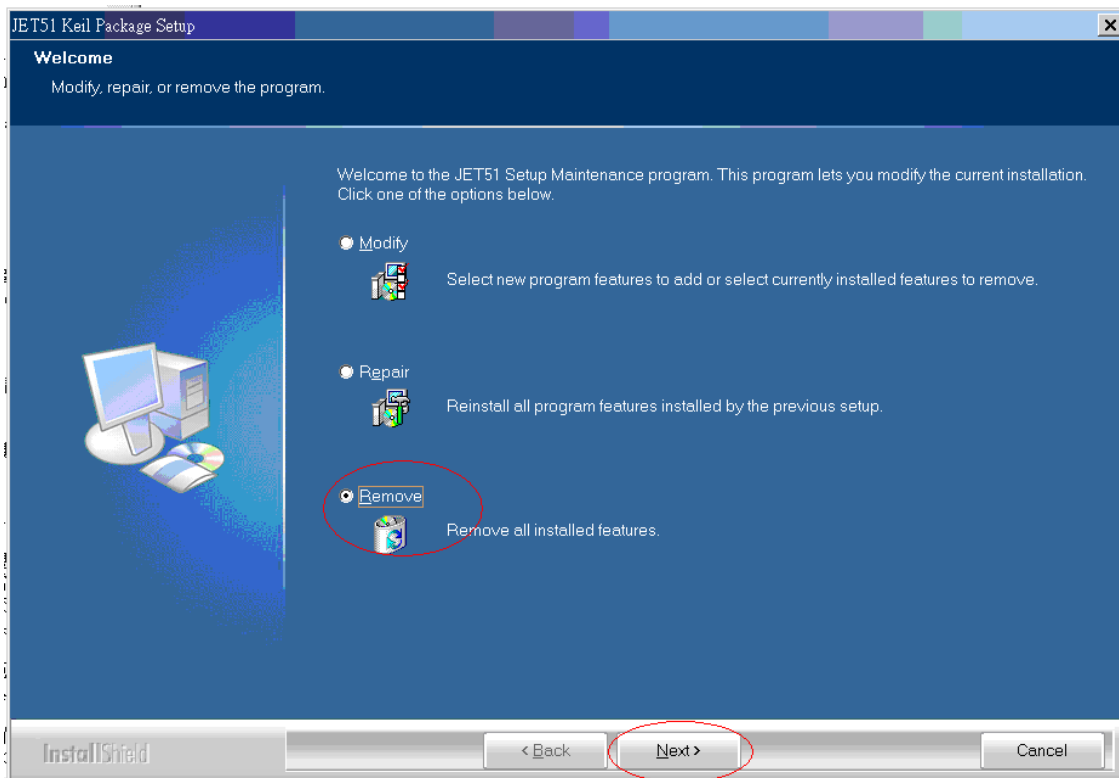 JET51 Keil Package Setup
Welcome
Modify, repair, or remove the program.
Welcome to the JET51 Setup Maintenance program. This program lets you modify the current installation.
Click one of the options below.
Modify
Select new program features to add or select currently installed features to remove.
Repair
Reinstall all program features installed by the previous setup.
Remove
Remove all installed features.
InstallShield
< Back
Next >
Cancel